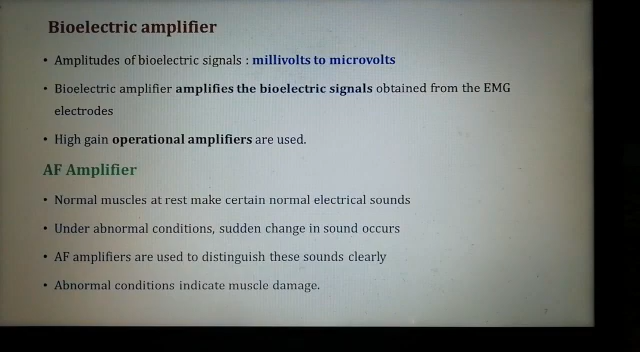 Bioelectric amplifier
• Amplitudes of bioelectric signals : millivolts to microvolts
• Bioelectric amplifier amplifies the bioelectric signals obtained from the EMG
electrodes
• High gain operational amplifiers are used.
AF Amplifier
• Normal muscles at rest make certain normal electrical sounds
• Under abnormal conditions, sudden change in sound occurs
• AF amplifiers are used to distinguish these sounds clearly
• Abnormal conditions indicate muscle damage.